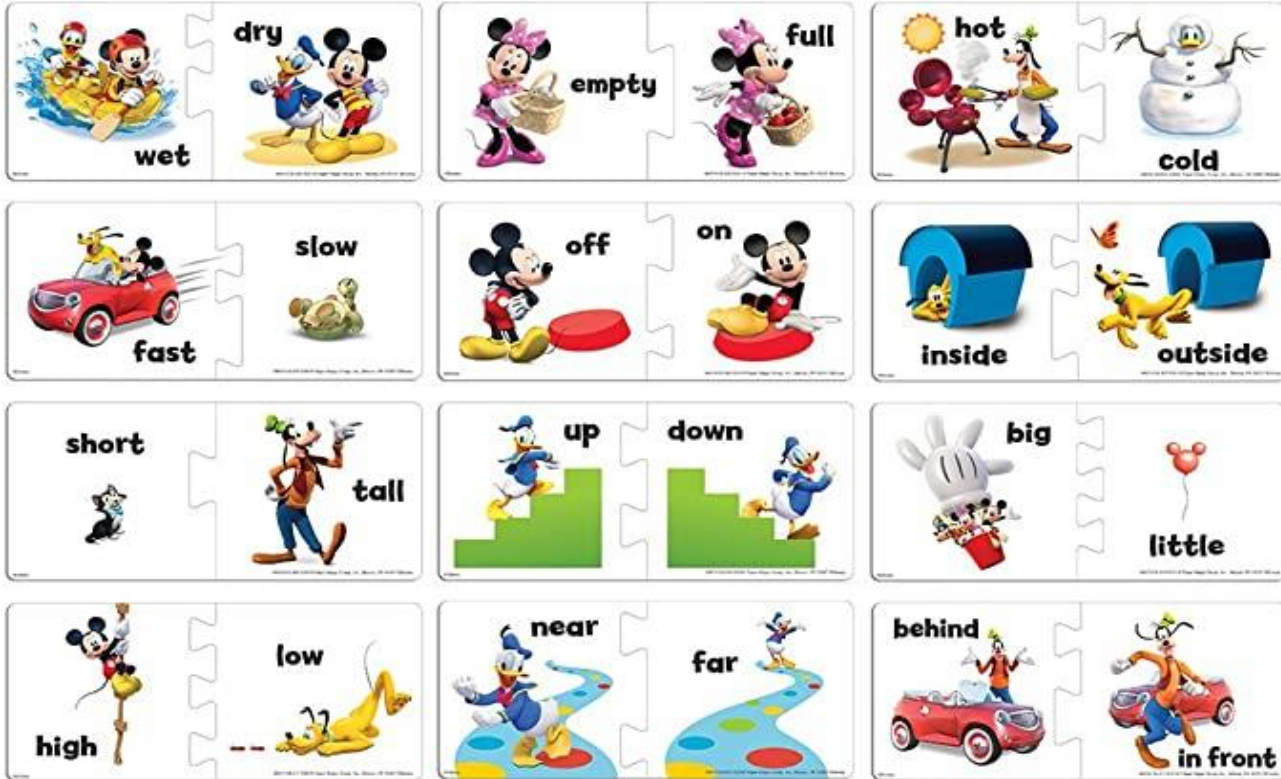 wet
dry
empty
full
hot
cold
fast
slow
off
on
inside
outside
short
tall
up
down
big
little
high
low
near
far
behind
in front